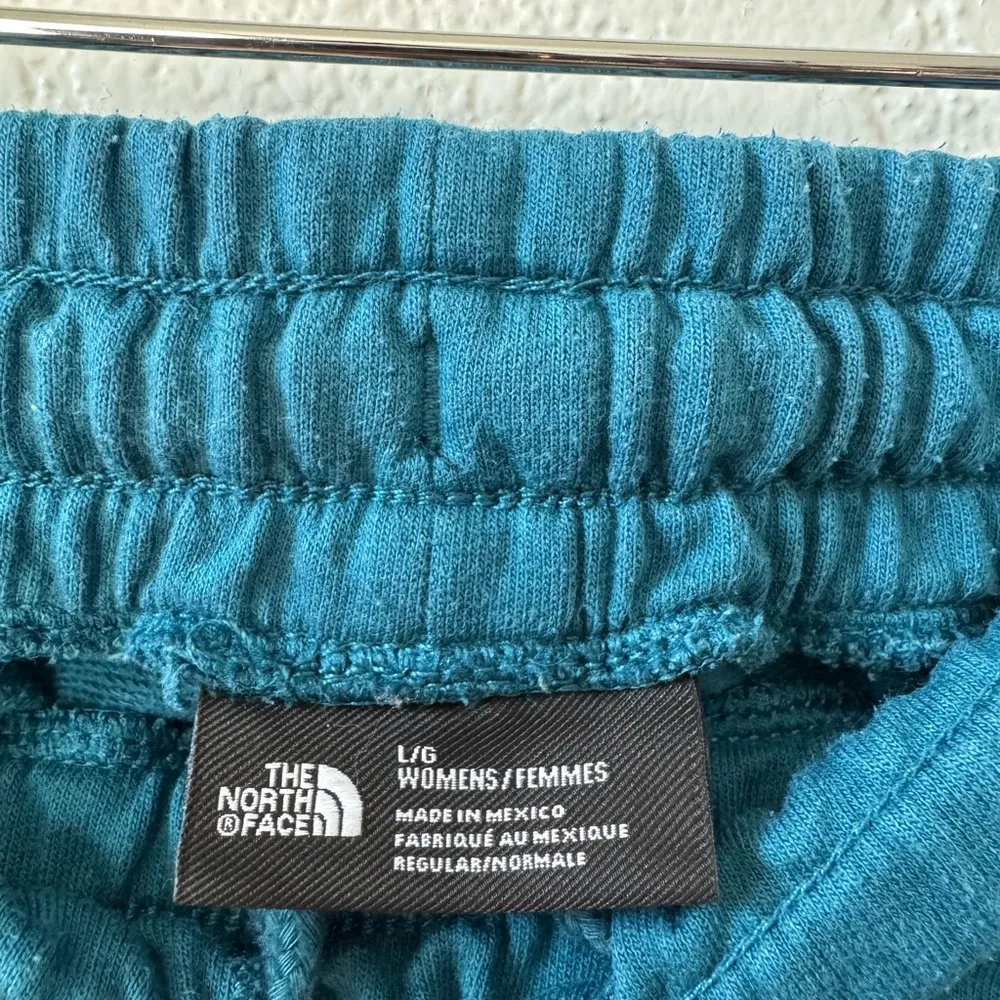 THE
NORTH
® FACE
L/G
WOMENS/FEMMES
MADE IN MEXICO
FABRIQUÉ AU MEXIQUE
REGULAR/NORMALE